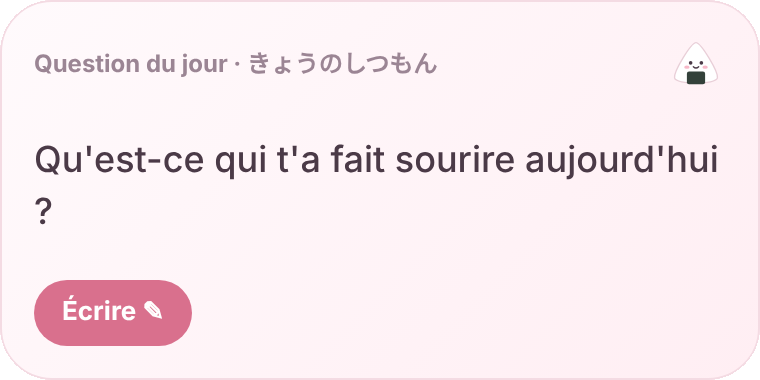 Question du jour · きょうのしつもん
Qu'est-ce qui t'a fait sourire aujourd'hui
?
Écrire ✎